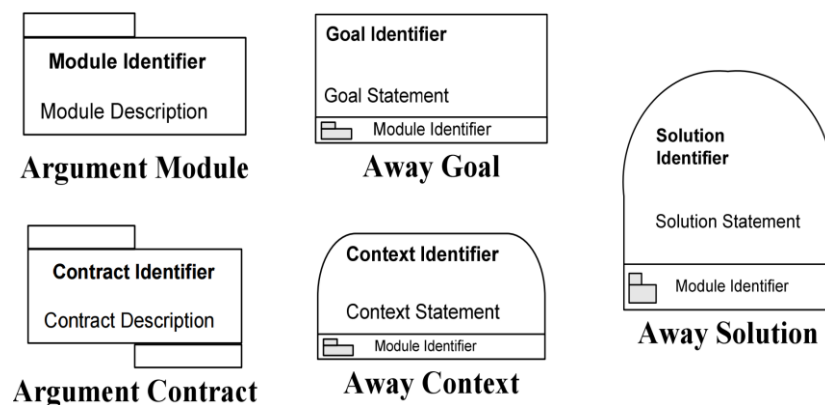 Module Identifier
Module Description
Argument Module
Goal Identifier
Goal Statement
Module Identifier
Away Goal
Contract Identifier
Contract Description
Argument Contract
Context Identifier
Context Statement
Module Identifier
Away Context
Solution
Identifier
Solution Statement
Module Identifier
Away Solution